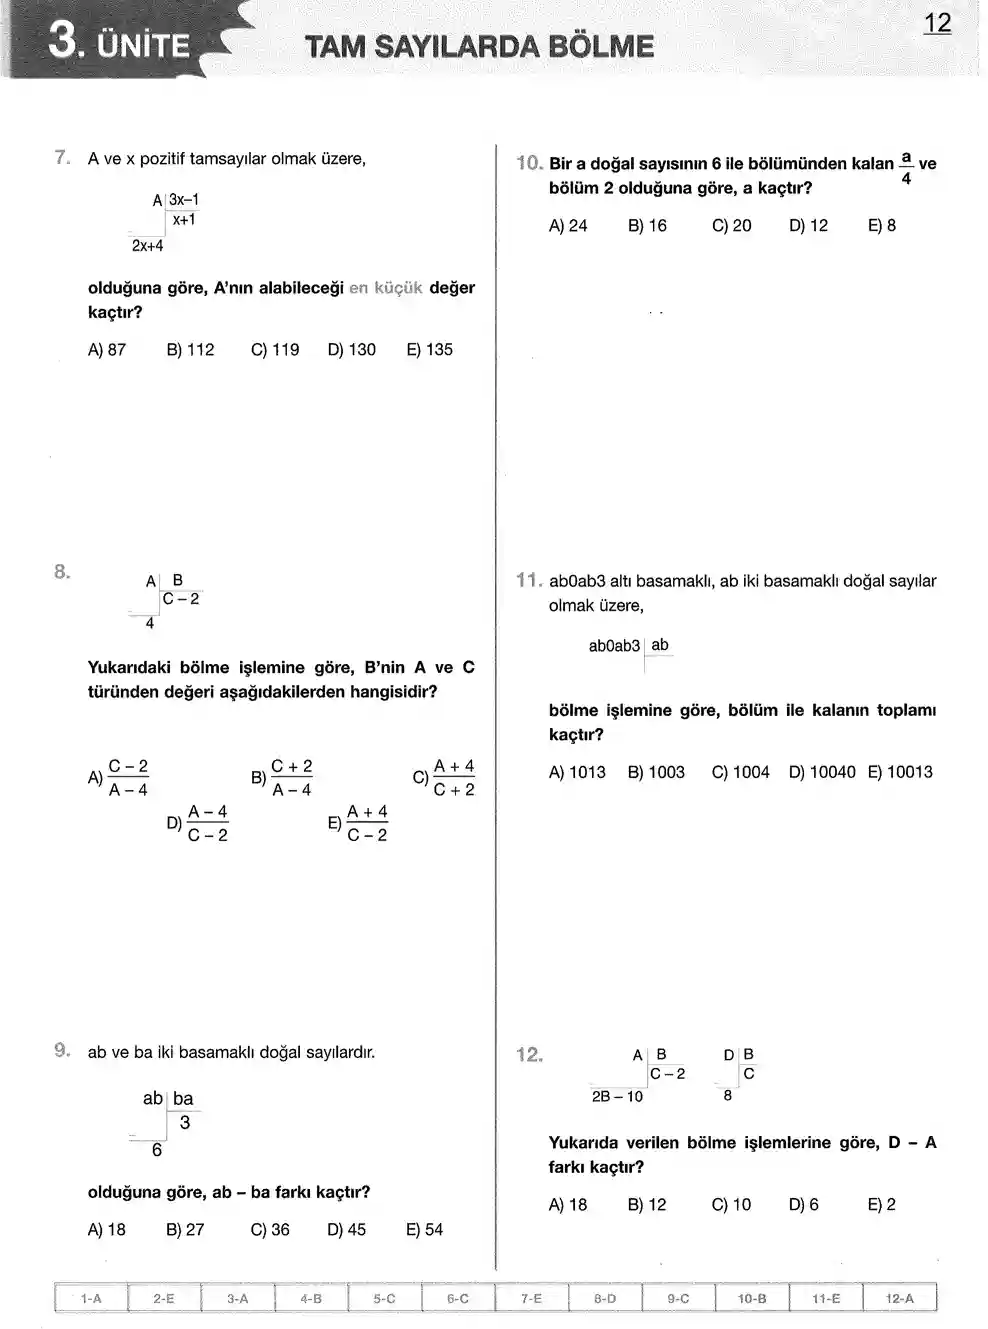 3. ÜNİTE
TAM SAYILARDA BÖLME
12
7. A ve x pozitif tamsayılar olmak üzere,
A 3x–1
x+1
2x+4
olduğuna göre, A'nın alabileceği en küçük değer
kaçtır?
A) 87 B) 112 C) 119 D) 130 E) 135
8.
A B
C – 2
4
Yukarıdaki bölme işlemine göre, B'nin A ve C
türünden değeri aşağıdakilerden hangisidir?
A) C – 2 / A – 4 B) C + 2 / A – 4 C) A + 4 / C + 2
D) A – 4 / C – 2 E) A + 4 / C – 2
9. ab ve ba iki basamaklı doğal sayılardır.
ab ba
3
6
olduğuna göre, ab – ba farkı kaçtır?
A) 18 B) 27 C) 36 D) 45 E) 54
10. Bir a doğal sayısının 6 ile bölümünden kalan a/4 ve
bölüm 2 olduğuna göre, a kaçtır?
A) 24 B) 16 C) 20 D) 12 E) 8
11. ab0ab3 altı basamaklı, ab iki basamaklı doğal sayılar
olmak üzere,
ab0ab3 ab
bölme işlemine göre, bölüm ile kalanın toplamı
kaçtır?
A) 1013 B) 1003 C) 1004 D) 10040 E) 10013
12.
A B D B
C – 2 C
2B – 10 8
Yukarıda verilen bölme işlemlerine göre, D – A
farkı kaçtır?
A) 18 B) 12 C) 10 D) 6 E) 2
1-A 2-E 3-A 4-B 5-C 6-C 7-E 8-D 9-C 10-B 11-E 12-A